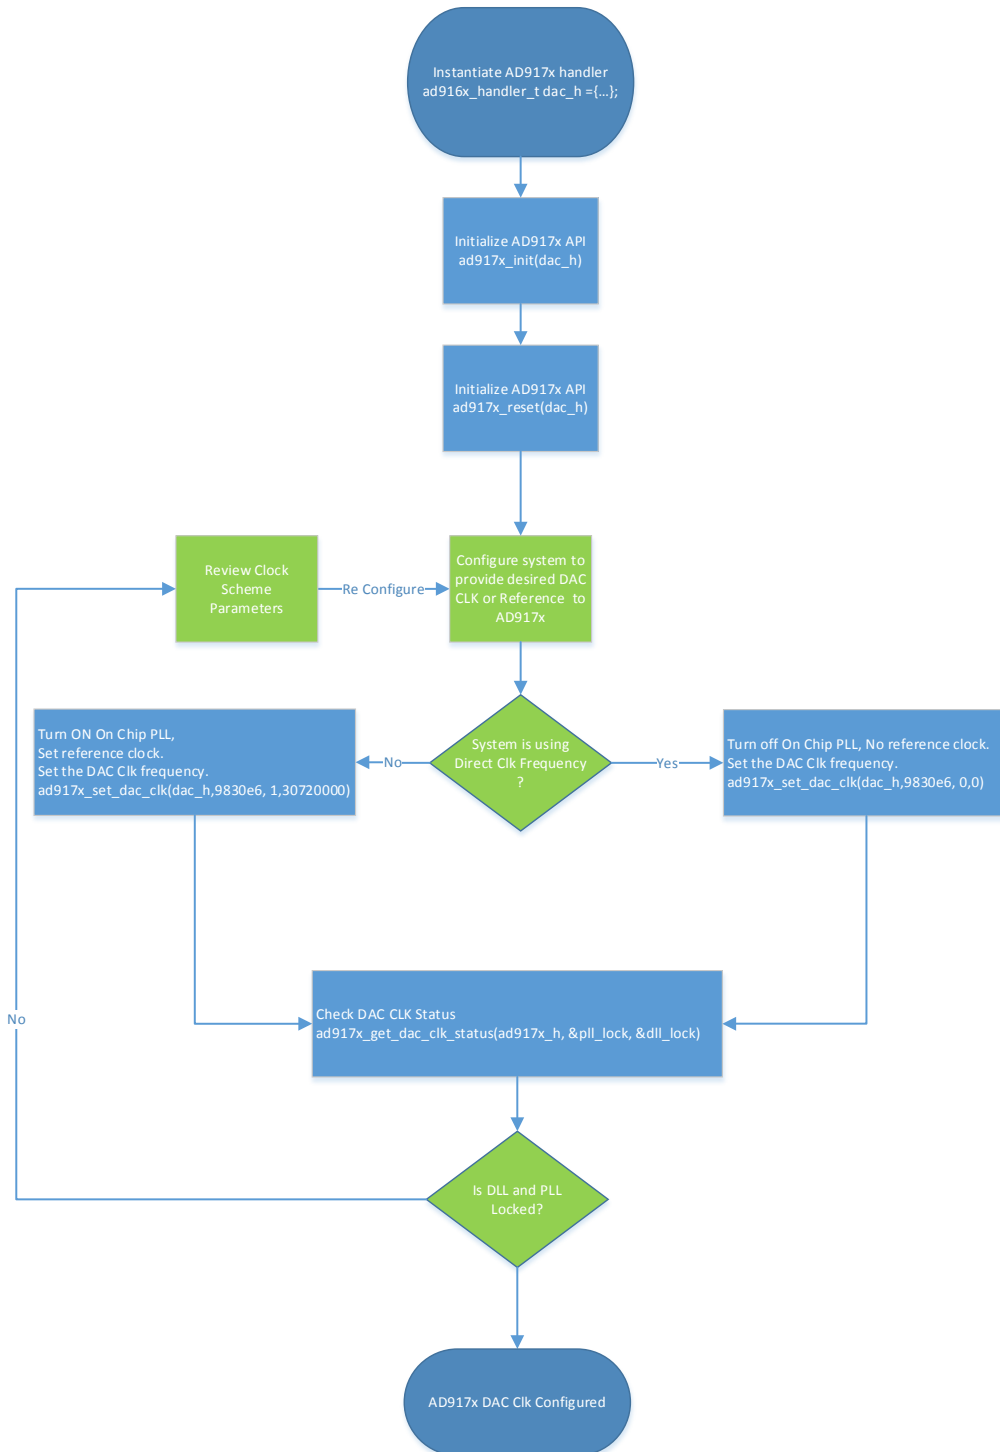 Instantiate AD917x handler
ad916x_handler_t dac_h ={...};
Initialize AD917x API
ad917x_init(dac_h)
Initialize AD917x API
ad917x_reset(dac_h)
Review Clock
Scheme
Parameters
Re Configure
Configure system to
provide desired DAC
CLK or Reference to
AD917x
Turn ON On Chip PLL,
Set reference clock.
Set the DAC Clk frequency.
ad917x_set_dac_clk(dac_h,9830e6, 1,30720000)
No
System is using
Direct Clk Frequency
?
Yes
Turn off On Chip PLL, No reference clock.
Set the DAC Clk frequency.
ad917x_set_dac_clk(dac_h,9830e6, 0,0)
No
Check DAC CLK Status
ad917x_get_dac_clk_status(ad917x_h, &pll_lock, &dll_lock)
Is DLL and PLL
Locked?
AD917x DAC Clk Configured